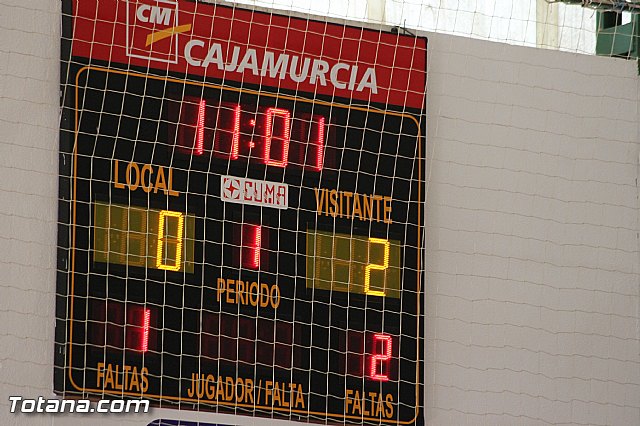 CM
CAJAMURCIA
11:01
LOCAL
CUMA
VISITANTE
0
1
2
PERIODO
1
2
FALTAS
JUGADOR / FALTA
FALTAS
www.Totana.com